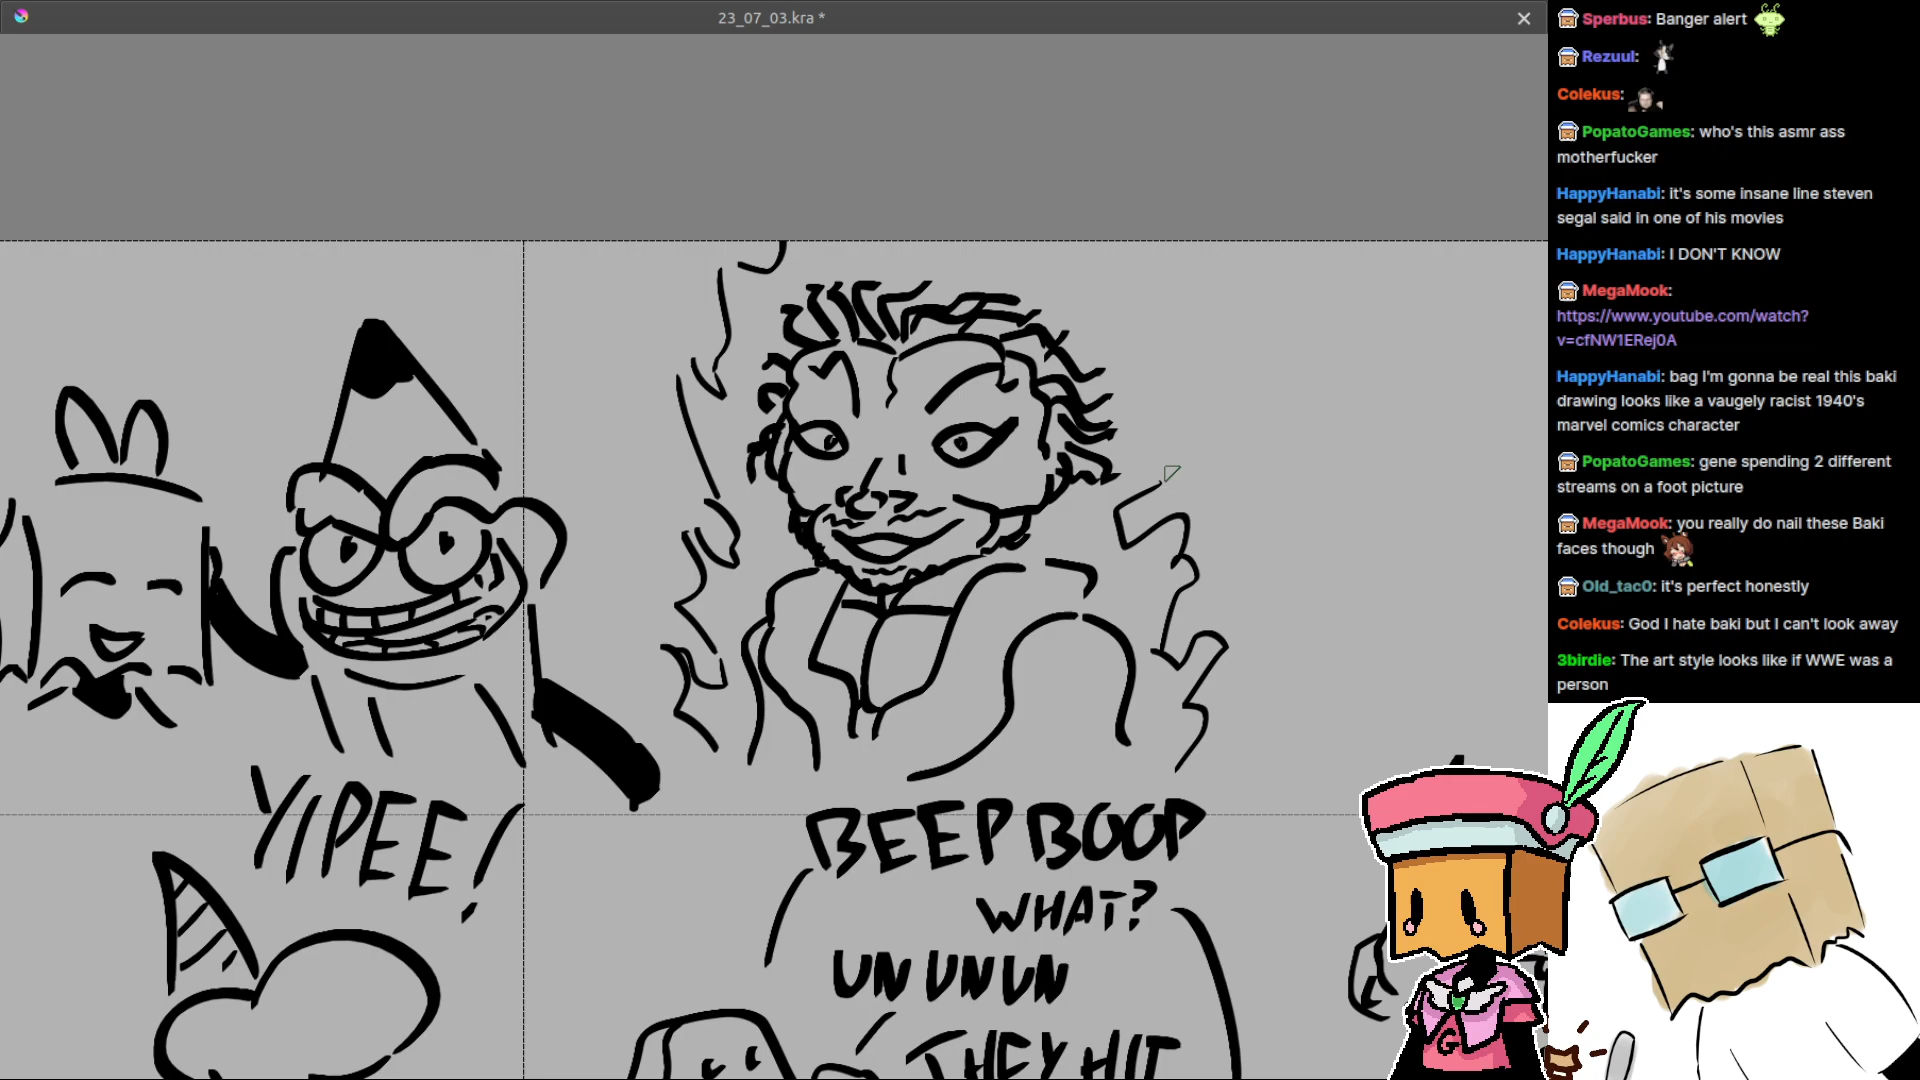 23_07_03.kra *
Sperbus: Banger alert
Rezuul:
Colekus:
PopatoGames: who's this asmr ass
motherfucker
HappyHanabi: it's some insane line steven
segal said in one of his movies
HappyHanabi: I DON'T KNOW
MegaMook:
https://www.youtube.com/watch?
v=cfNW1ERej0A
HappyHanabi: bag I'm gonna be real this baki
drawing looks like a vaugely racist 1940's
marvel comics character
PopatoGames: gene spending 2 different
streams on a foot picture
MegaMook: you really do nail these Baki
faces though
Old_tac0: it's perfect honestly
Colekus: God I hate baki but I can't look away
3birdie: The art style looks like if WWE was a
person
YIPEE!
BEEP BOOP
WHAT?
UN UN UN
THEY HIT
G